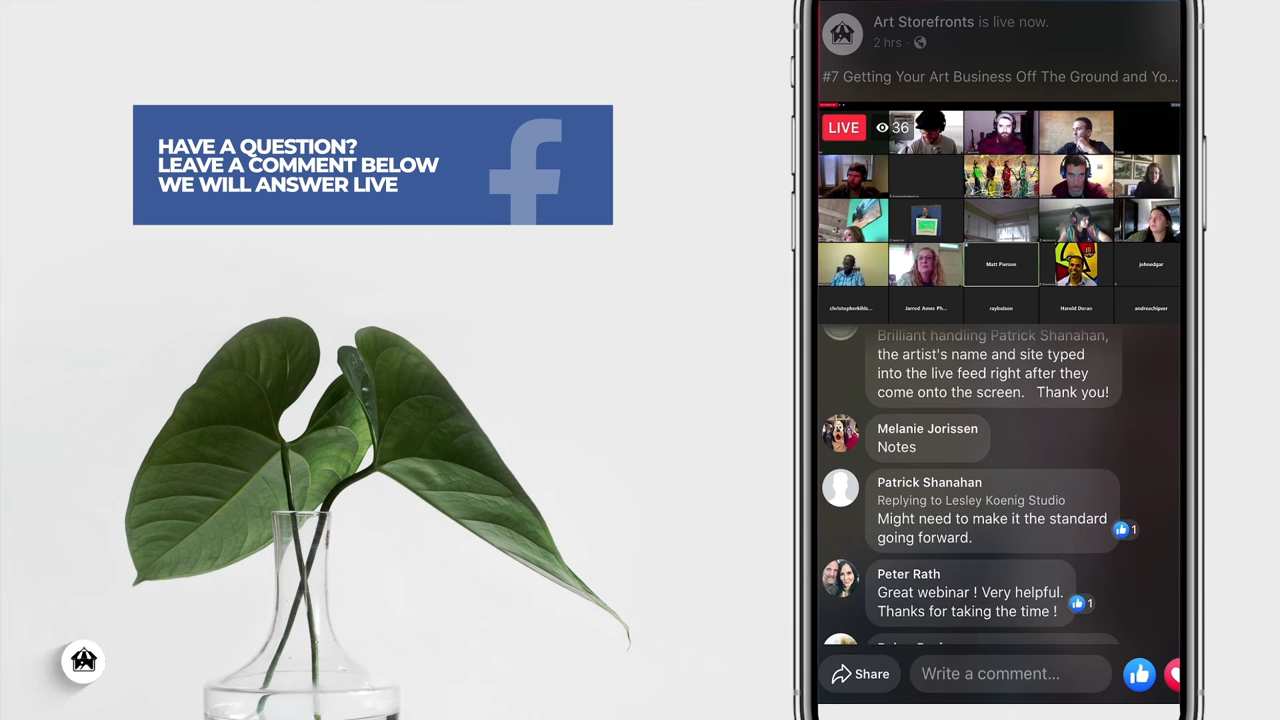 HAVE A QUESTION?
LEAVE A COMMENT BELOW
WE WILL ANSWER LIVE
Art Storefronts is live now.
2 hrs ·
#7 Getting Your Art Business Off The Ground and Yo...
LIVE 36
Matt Pierson
johnedgar
christopherkihls...
Jarrod Ames Ph...
raybulson
Harold Doran
andreachipser
Brilliant handling Patrick Shanahan,
the artist's name and site typed
into the live feed right after they
come onto the screen. Thank you!
Melanie Jorissen
Notes
Patrick Shanahan
Replying to Lesley Koenig Studio
Might need to make it the standard
going forward.
1
Peter Rath
Great webinar ! Very helpful.
Thanks for taking the time !
1
Share
Write a comment...